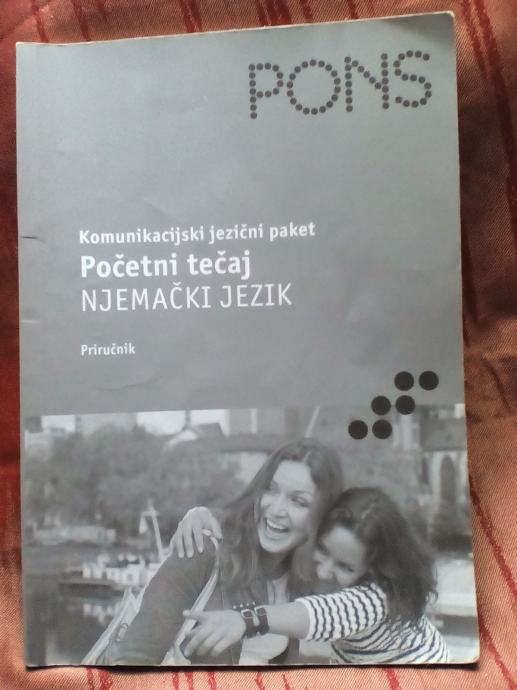 PONS
Komunikacijski jezični paket
Početni tečaj
NJEMAČKI JEZIK
Priručnik